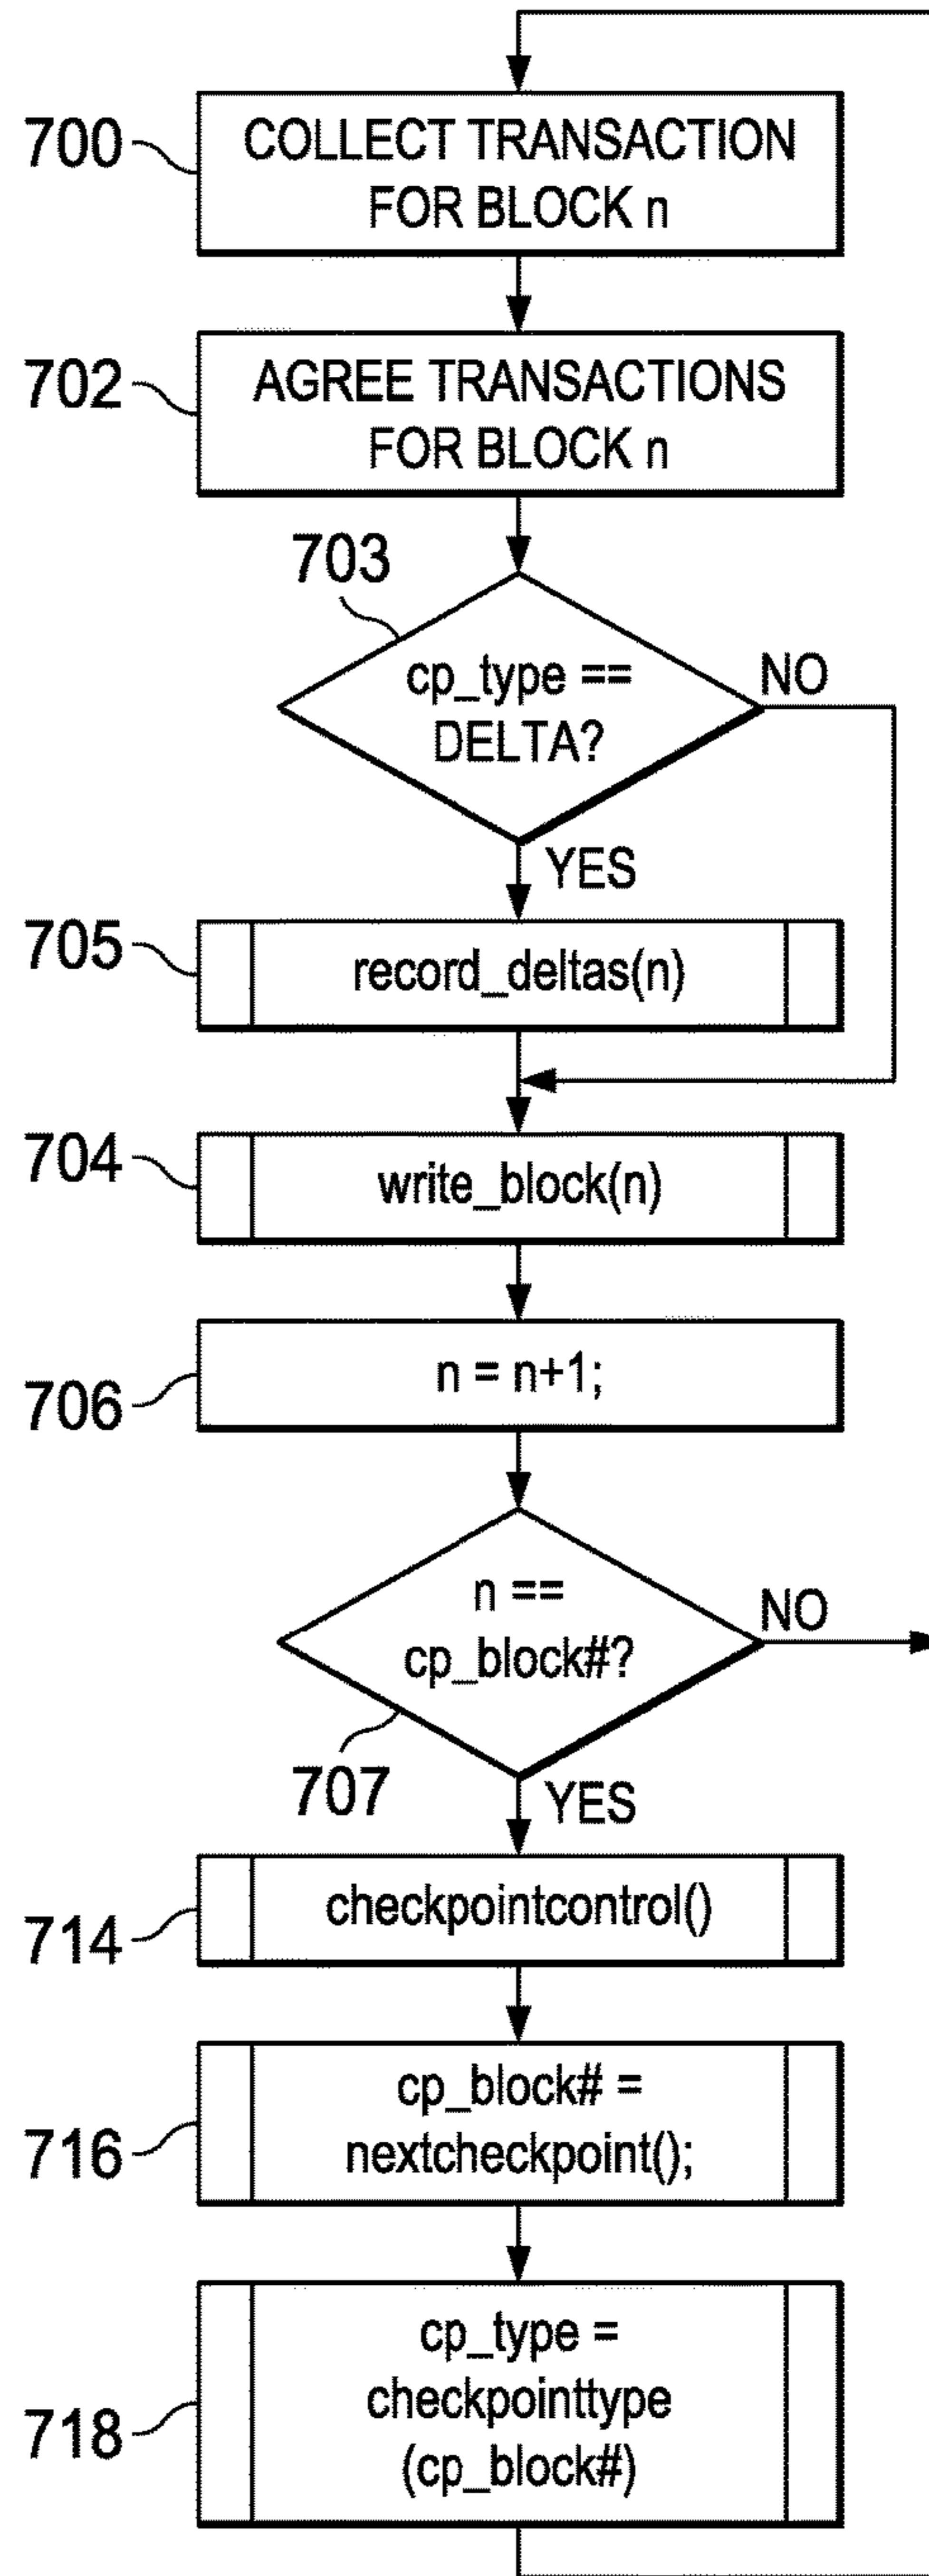 700
COLLECT TRANSACTION
FOR BLOCK n
702
AGREE TRANSACTIONS
FOR BLOCK n
703
cp_type ==
DELTA?
NO
YES
705
record_deltas(n)
704
write_block(n)
706
n = n+1;
n ==
cp_block#?
NO
707
YES
714
checkpointcontrol()
716
cp_block# =
nextcheckpoint();
718
cp_type =
checkpointtype
(cp_block#)